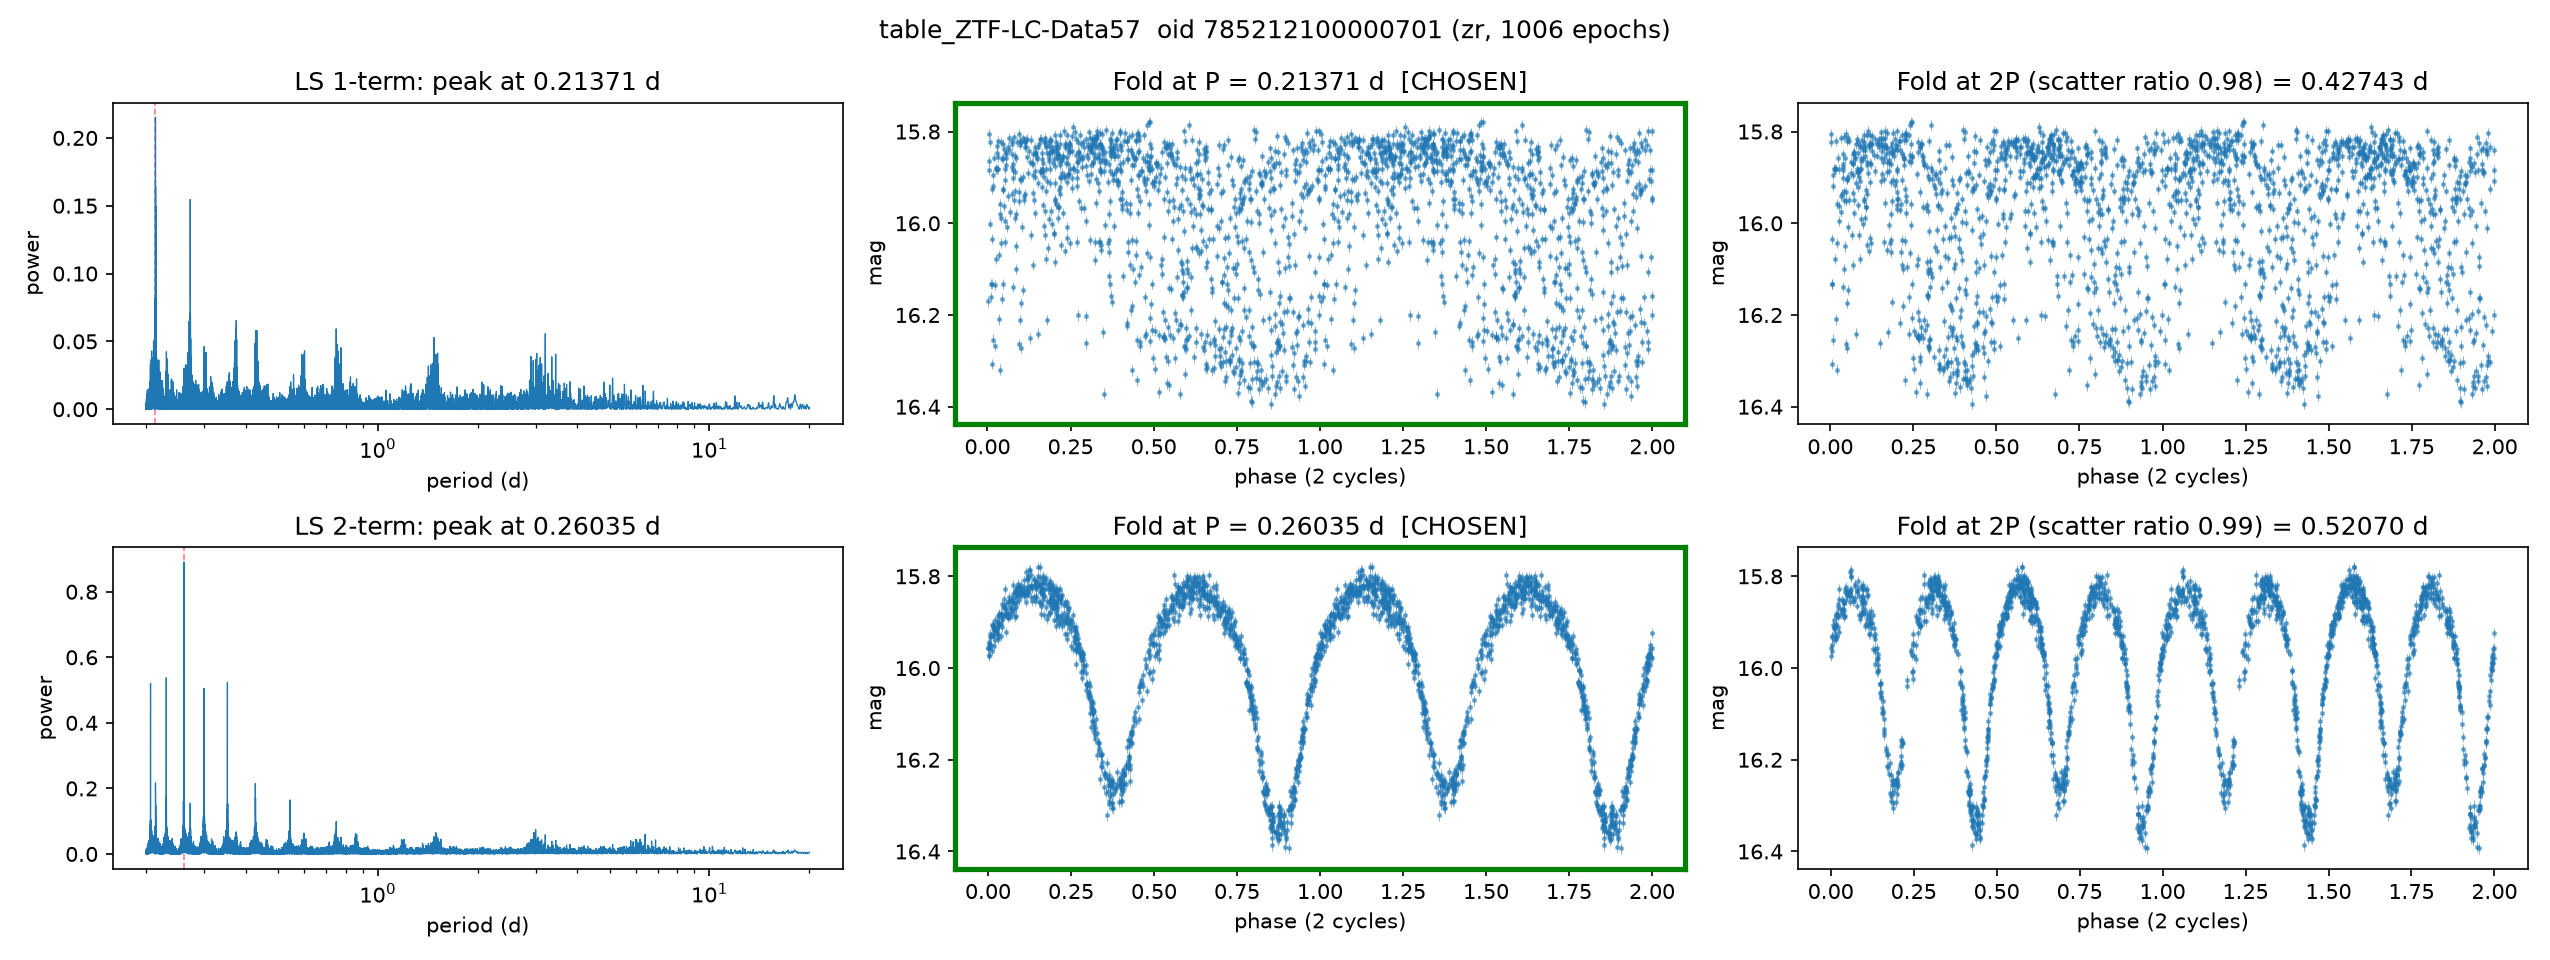 table_ZTF-LC-Data57  oid 785212100000701 (zr, 1006 epochs)
LS 1-term: peak at 0.21371 d
power
0.20
0.15
0.10
0.05
0.00
10^0
10^1
period (d)
Fold at P = 0.21371 d  [CHOSEN]
mag
15.8
16.0
16.2
16.4
0.00 0.25 0.50 0.75 1.00 1.25 1.50 1.75 2.00
phase (2 cycles)
Fold at 2P (scatter ratio 0.98) = 0.42743 d
mag
15.8
16.0
16.2
16.4
0.00 0.25 0.50 0.75 1.00 1.25 1.50 1.75 2.00
phase (2 cycles)
LS 2-term: peak at 0.26035 d
power
0.8
0.6
0.4
0.2
0.0
10^0
10^1
period (d)
Fold at P = 0.26035 d  [CHOSEN]
mag
15.8
16.0
16.2
16.4
0.00 0.25 0.50 0.75 1.00 1.25 1.50 1.75 2.00
phase (2 cycles)
Fold at 2P (scatter ratio 0.99) = 0.52070 d
mag
15.8
16.0
16.2
16.4
0.00 0.25 0.50 0.75 1.00 1.25 1.50 1.75 2.00
phase (2 cycles)